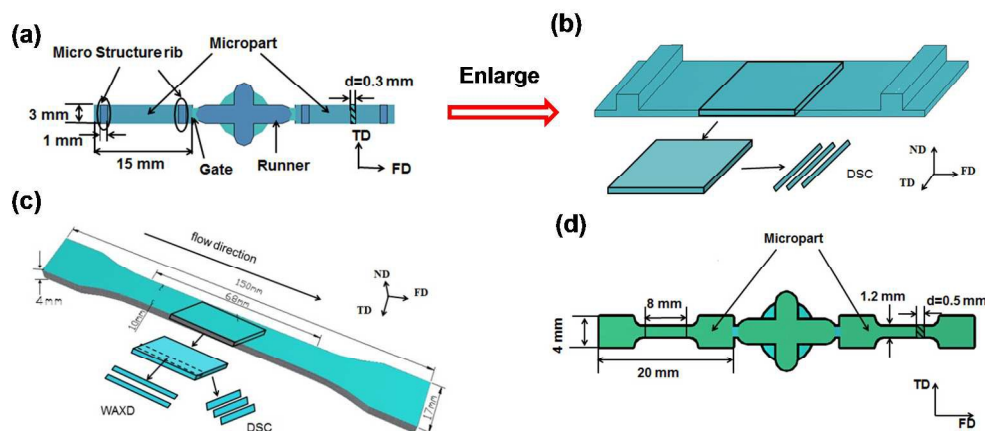 (a)
Micro Structure rib
Micropart
d=0.3 mm
3 mm
1 mm
15 mm
Gate
Runner
TD
FD
Enlarge
(b)
DSC
ND
TD
FD
(c)
flow direction
150mm
68mm
10mm
4mm
17mm
ND
TD
FD
WAXD
DSC
(d)
Micropart
8 mm
1.2 mm
d=0.5 mm
4 mm
20 mm
TD
FD